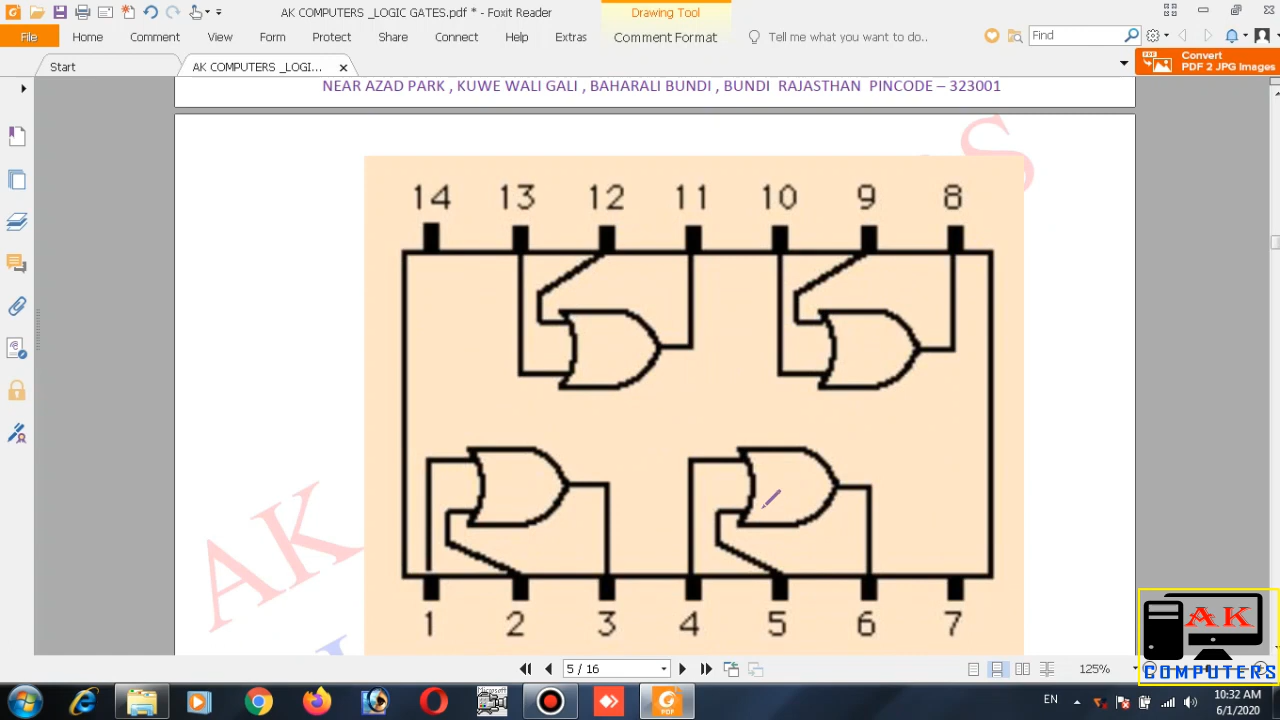 AK COMPUTERS _LOGIC GATES.pdf * - Foxit Reader
Drawing Tool
File Home Comment View Form Protect Share Connect Help Extras Comment Format Tell me what you want to do.. Find
Start AK COMPUTERS _LOGI...
Convert
PDF 2 JPG Images
NEAR AZAD PARK , KUWE WALI GALI , BAHARALI BUNDI , BUNDI RAJASTHAN PINCODE – 323001
S
14 13 12 11 10 9 8
AK
1 2 3 4 5 6 7
AK
COMPUTERS
5 / 16
125%
EN
10:32 AM
6/1/2020